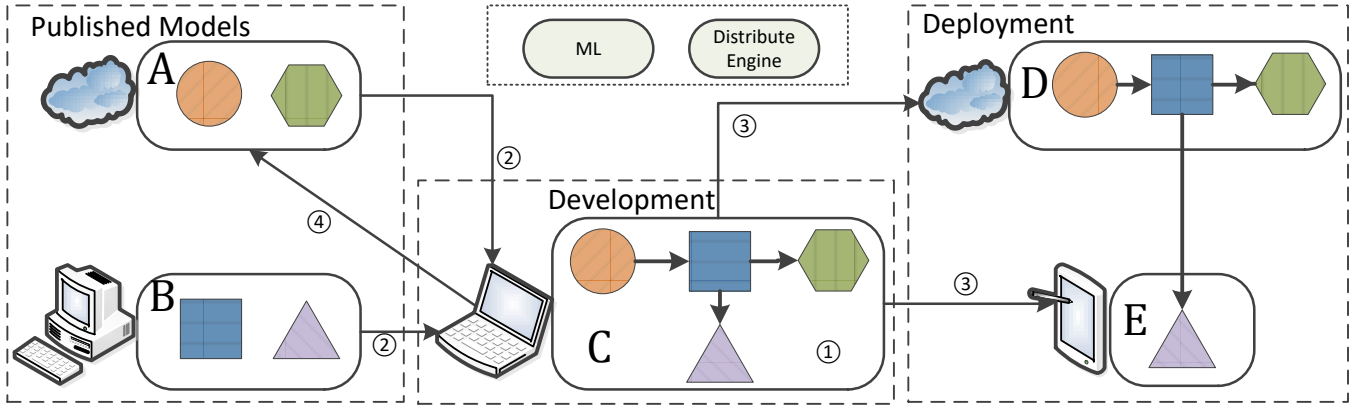 Published Models
A
B
②
②
④
ML
Distribute
Engine
Development
C
①
③
③
Deployment
D
E